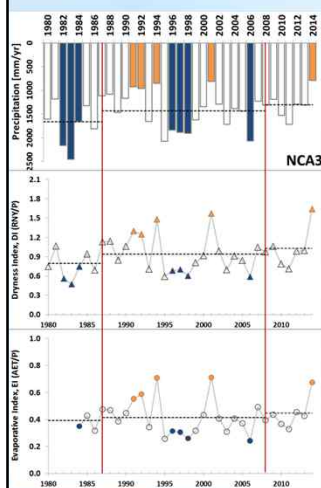 1980 1982 1984 1986 1988 1990 1992 1994 1996 1998 2000 2002 2004 2006 2008 2010 2012 2014
Precipitation [mm/yr]
0
500
1000
1500
2000
2500
NCA3
Dryness Index, DI (RNY/P)
2.1
1.8
1.5
1.2
0.9
0.6
0.3
0.0
1980 1985 1990 1995 2000 2005 2010
Evaporative Index, EI (AET/P)
1.0
0.8
0.6
0.4
0.2
0.0
1980 1985 1990 1995 2000 2005 2010